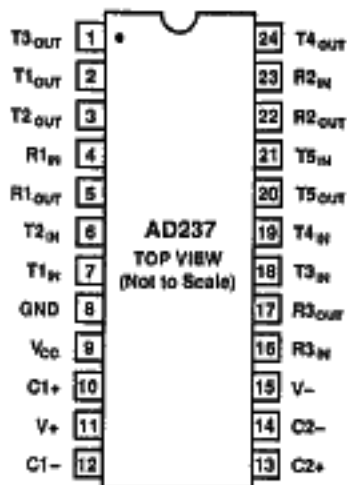 T3OUT 1 24 T4OUT
T1OUT 2 23 R2IN
T2OUT 3 22 R2OUT
R1IN 4 21 T5IN
R1OUT 5 20 T5OUT
T2IN 6 AD237 19 T4IN
TOP VIEW
T1IN 7 (Not to Scale) 18 T3IN
GND 8 17 R3OUT
VCC 9 16 R3IN
C1+ 10 15 V−
V+ 11 14 C2−
C1− 12 13 C2+